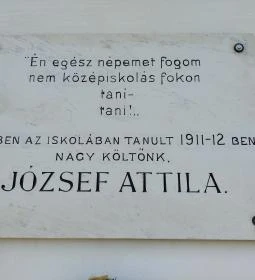 "Én egész népemet fogom
nem középiskolás fokon
taní-
tani!..
BEN AZ ISKOLÁBAN TANULT 1911-12 BEN
NAGY KÖLTŐNK.
JÓZSEF ATTILA.